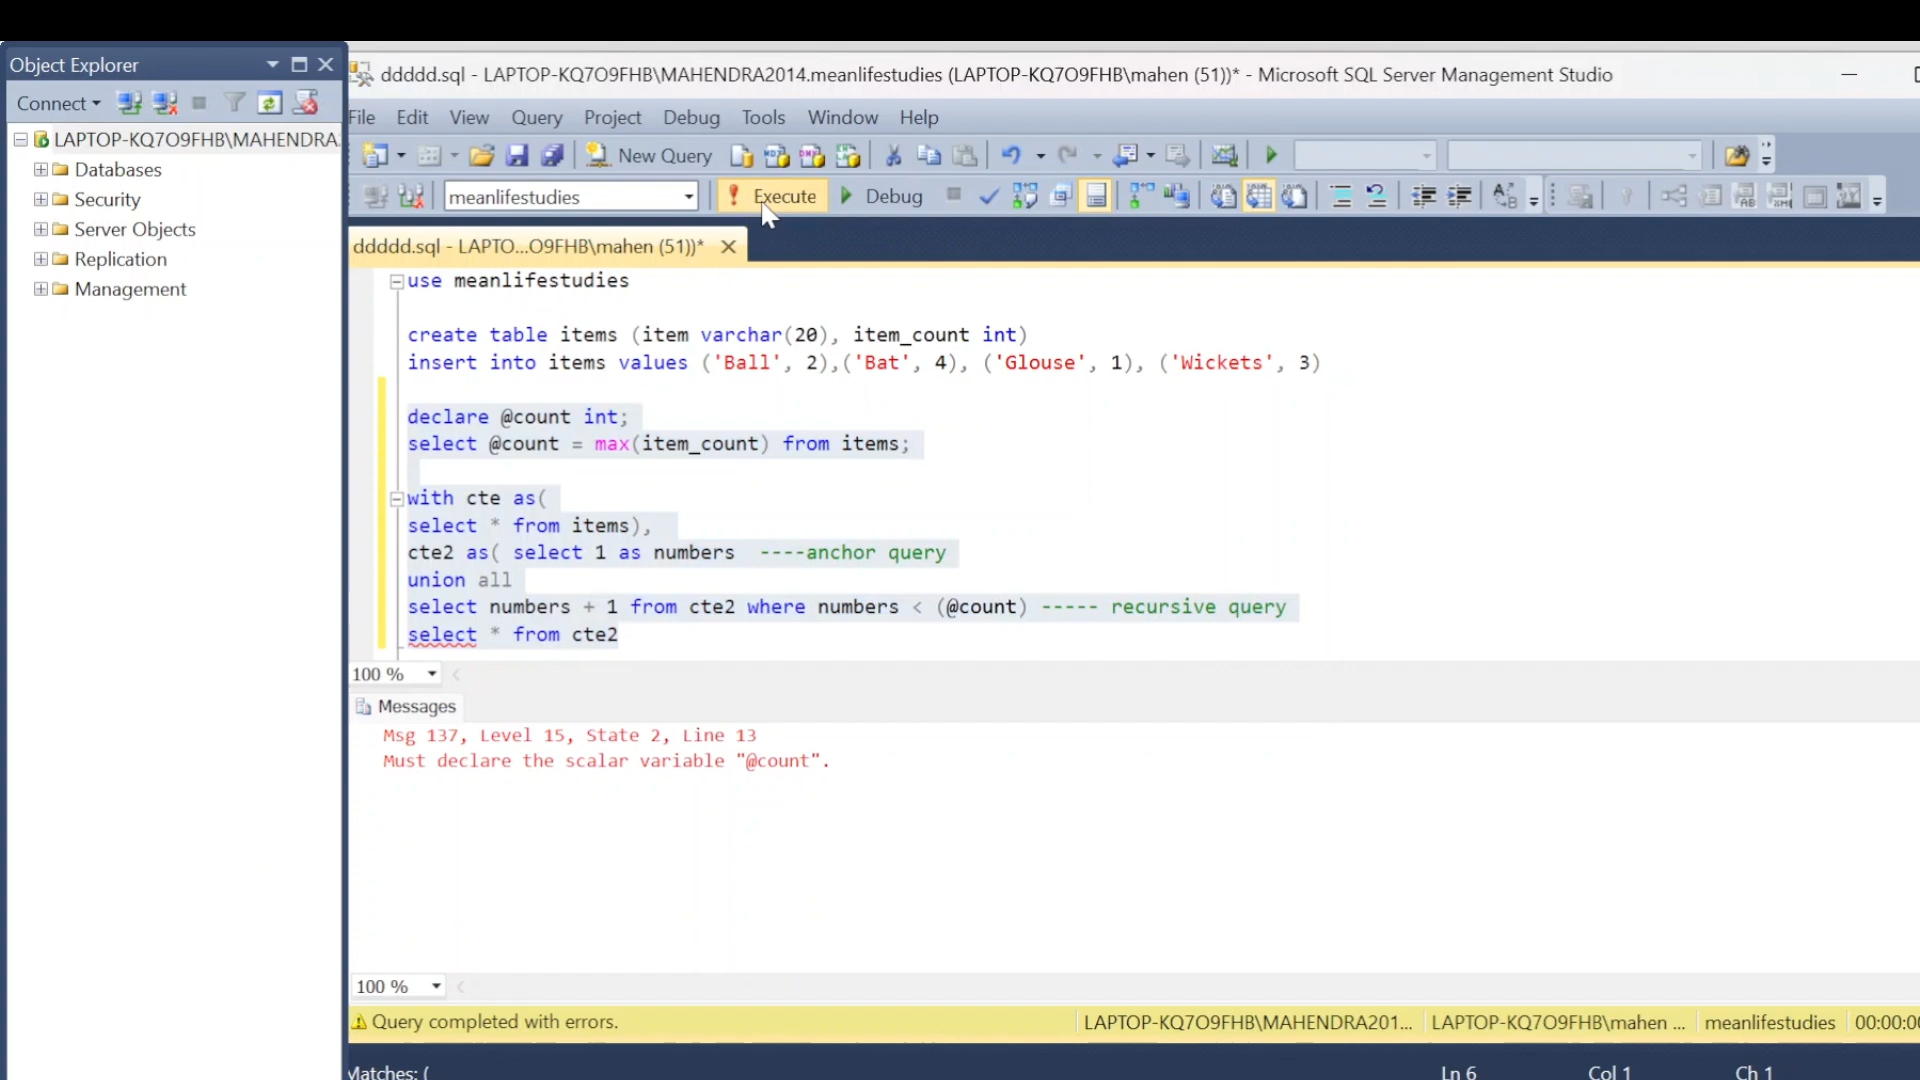 Object Explorer
Connect
LAPTOP-KQ7O9FHB\MAHENDRA
Databases
Security
Server Objects
Replication
Management
ddddd.sql - LAPTOP-KQ7O9FHB\MAHENDRA2014.meanlifestudies (LAPTOP-KQ7O9FHB\mahen (51))* - Microsoft SQL Server Management Studio
File Edit View Query Project Debug Tools Window Help
New Query
meanlifestudies Execute Debug
ddddd.sql - LAPTO...O9FHB\mahen (51))*
use meanlifestudies
create table items (item varchar(20), item_count int)
insert into items values ('Ball', 2),('Bat', 4), ('Glouse', 1), ('Wickets', 3)
declare @count int;
select @count = max(item_count) from items;
with cte as(
select * from items),
cte2 as( select 1 as numbers ----anchor query
union all
select numbers + 1 from cte2 where numbers < (@count) ----- recursive query
select * from cte2
100 %
Messages
Msg 137, Level 15, State 2, Line 13
Must declare the scalar variable "@count".
100 %
Query completed with errors. LAPTOP-KQ7O9FHB\MAHENDRA201... LAPTOP-KQ7O9FHB\mahen ... meanlifestudies 00:00:00
Matches: ( Ln 6 Col 1 Ch 1